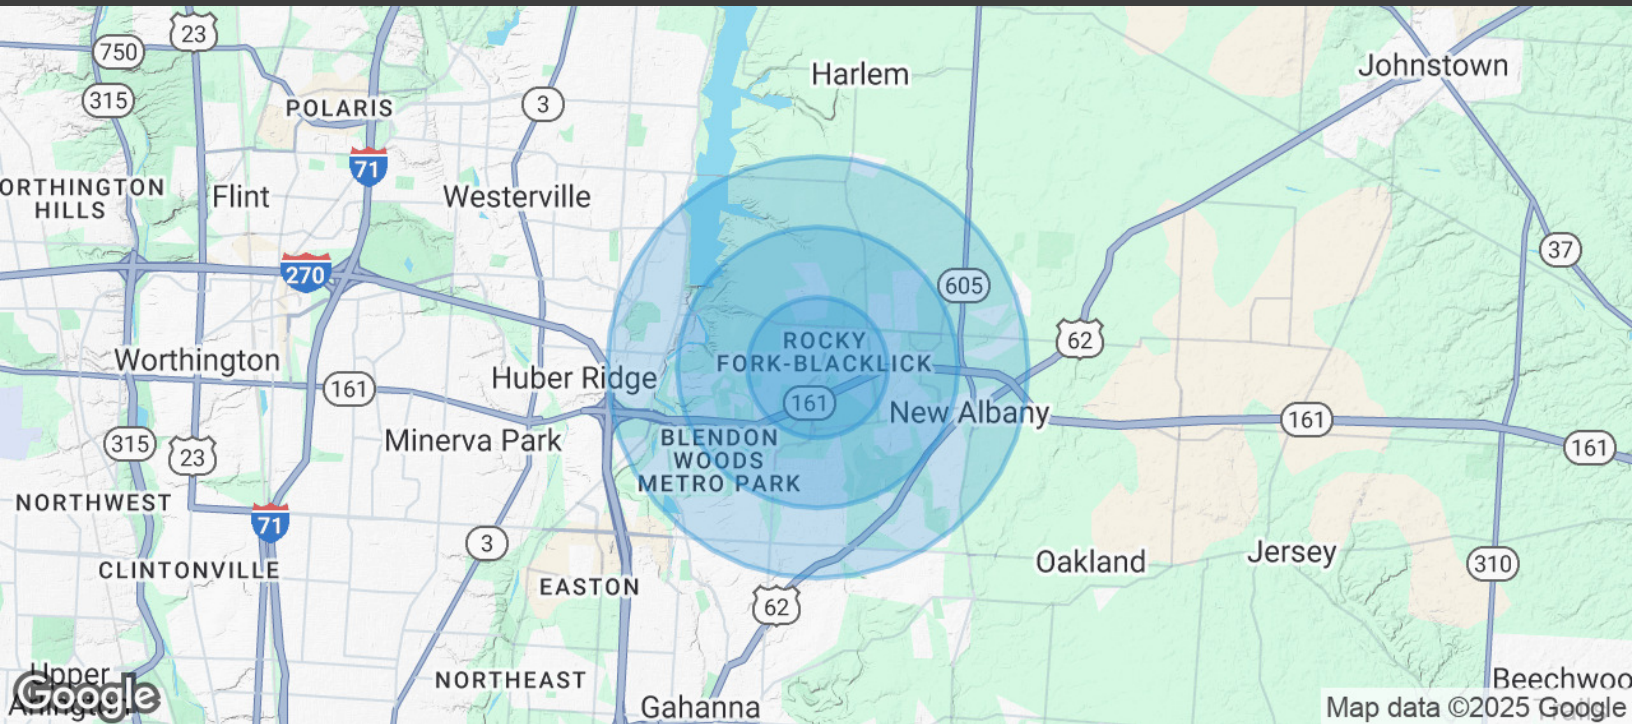 23
750
315
POLARIS
3
Harlem
Johnstown
71
ORTHINGTON
HILLS
Flint
Westerville
270
605
37
62
ROCKY
FORK-BLACKLICK
Worthington
161
Huber Ridge
161
New Albany
161
161
315
23
Minerva Park
BLENDON
WOODS
METRO PARK
NORTHWEST
71
3
CLINTONVILLE
EASTON
62
Oakland
Jersey
310
Upper
NORTHEAST
Gahanna
Beechwoo
Google
Map data ©2025 Google